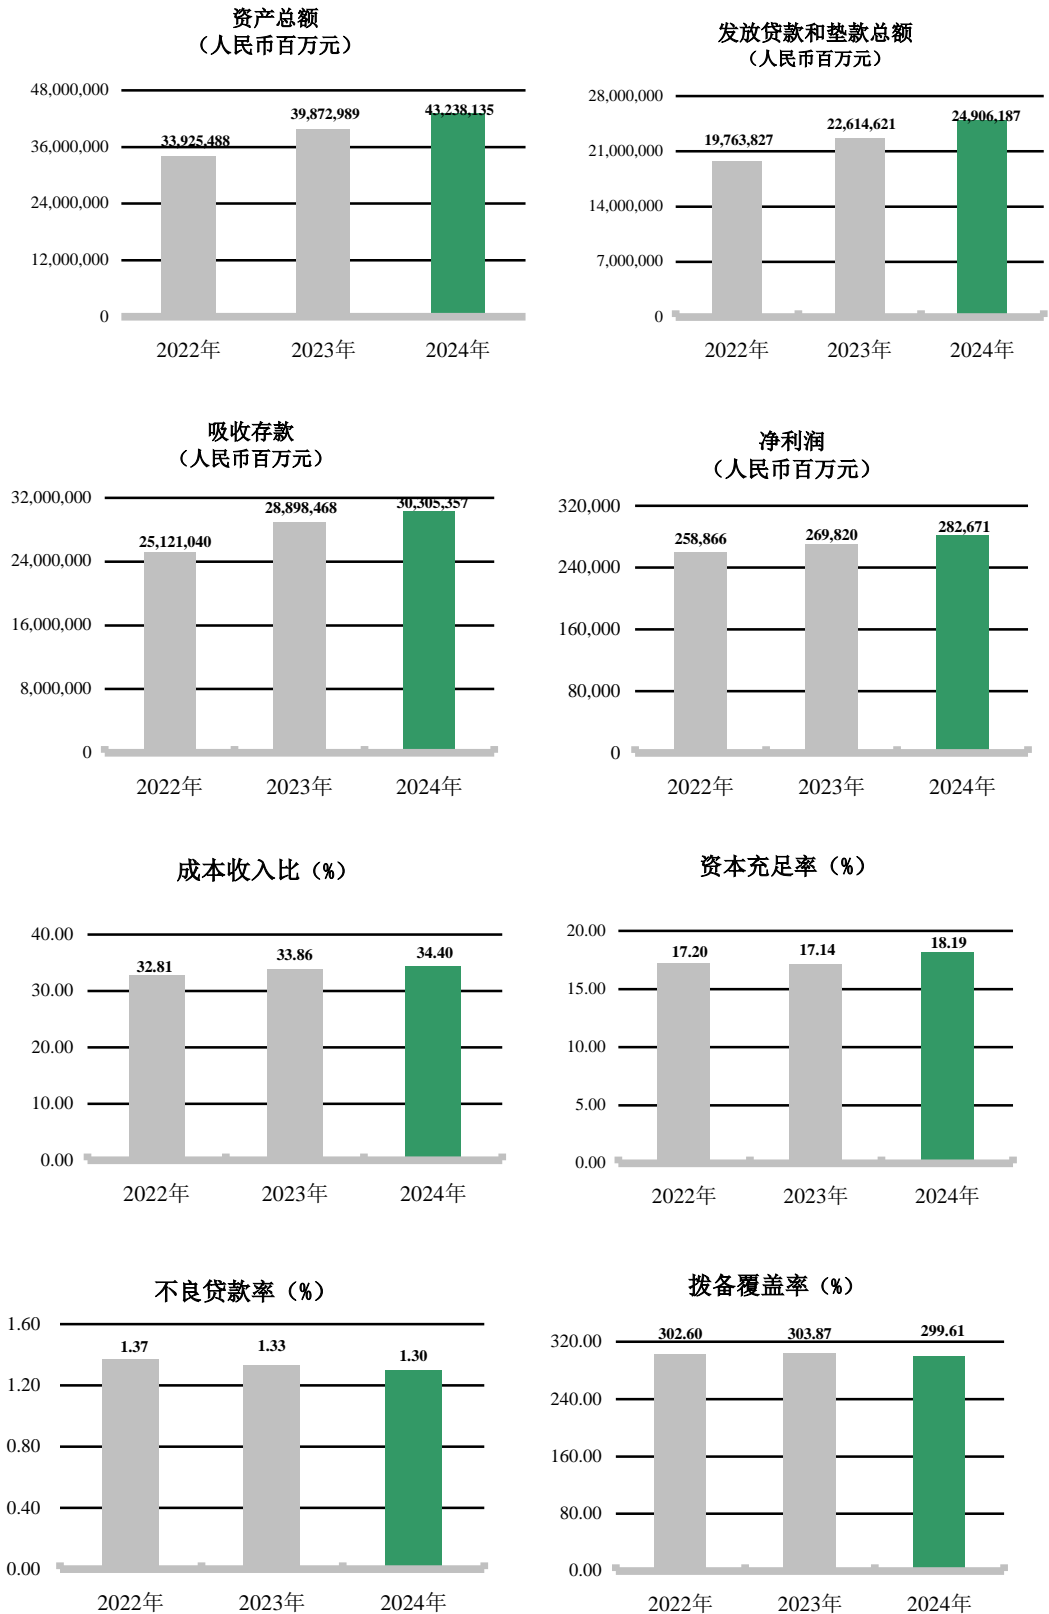 资产总额
（人民币百万元）
48,000,000
36,000,000
24,000,000
12,000,000
0
33,925,488
39,872,989
43,238,135
2022年
2023年
2024年
发放贷款和垫款总额
（人民币百万元）
28,000,000
21,000,000
14,000,000
7,000,000
0
19,763,827
22,614,621
24,906,187
2022年
2023年
2024年
吸收存款
（人民币百万元）
32,000,000
24,000,000
16,000,000
8,000,000
0
25,121,040
28,898,468
30,305,357
2022年
2023年
2024年
净利润
（人民币百万元）
320,000
240,000
160,000
80,000
0
258,866
269,820
282,671
2022年
2023年
2024年
成本收入比（%）
40.00
30.00
20.00
10.00
0.00
32.81
33.86
34.40
2022年
2023年
2024年
资本充足率（%）
20.00
15.00
10.00
5.00
0.00
17.20
17.14
18.19
2022年
2023年
2024年
不良贷款率（%）
1.60
1.20
0.80
0.40
0.00
1.37
1.33
1.30
2022年
2023年
2024年
拨备覆盖率（%）
320.00
240.00
160.00
80.00
0.00
302.60
303.87
299.61
2022年
2023年
2024年